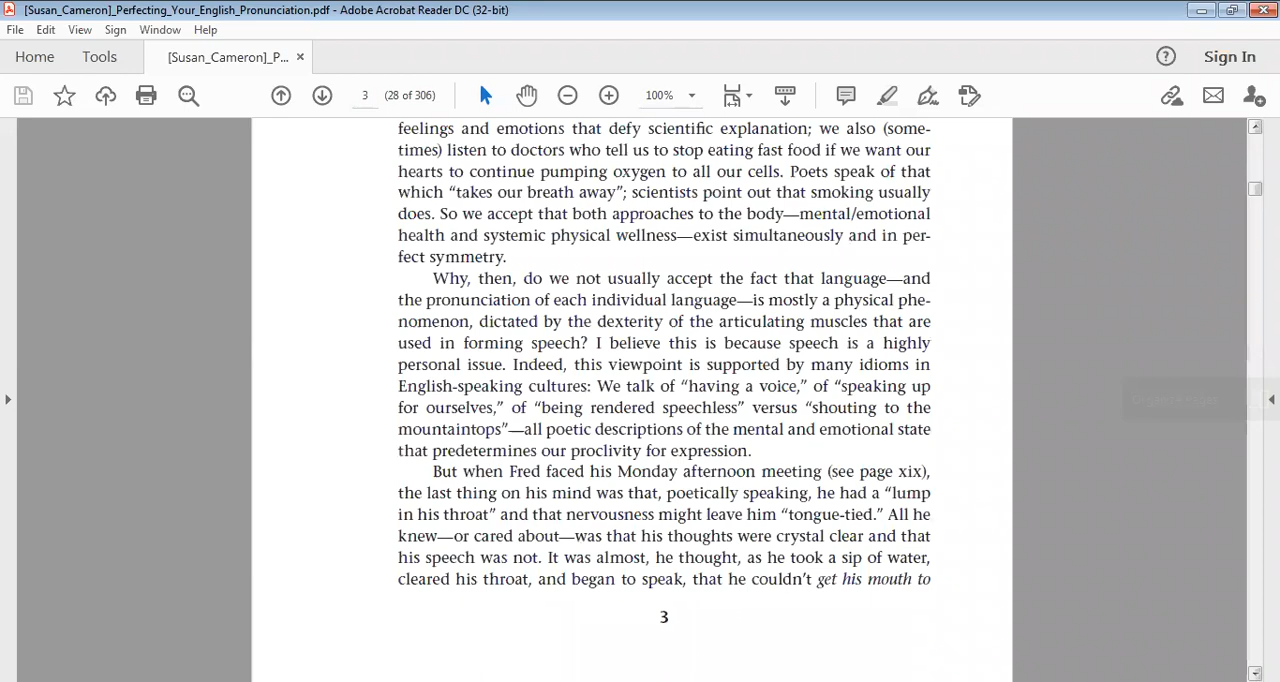 [Susan_Cameron]_Perfecting_Your_English_Pronunciation.pdf - Adobe Acrobat Reader DC (32-bit)
File Edit View Sign Window Help
Home Tools [Susan_Cameron]_P... × ? Sign In
3 (28 of 306) 100%
feelings and emotions that defy scientific explanation; we also (some-
times) listen to doctors who tell us to stop eating fast food if we want our
hearts to continue pumping oxygen to all our cells. Poets speak of that
which “takes our breath away”; scientists point out that smoking usually
does. So we accept that both approaches to the body—mental/emotional
health and systemic physical wellness—exist simultaneously and in per-
fect symmetry.
Why, then, do we not usually accept the fact that language—and
the pronunciation of each individual language—is mostly a physical phe-
nomenon, dictated by the dexterity of the articulating muscles that are
used in forming speech? I believe this is because speech is a highly
personal issue. Indeed, this viewpoint is supported by many idioms in
English-speaking cultures: We talk of “having a voice,” of “speaking up
for ourselves,” of “being rendered speechless” versus “shouting to the
mountaintops”—all poetic descriptions of the mental and emotional state
that predetermines our proclivity for expression.
But when Fred faced his Monday afternoon meeting (see page xix),
the last thing on his mind was that, poetically speaking, he had a “lump
in his throat” and that nervousness might leave him “tongue-tied.” All he
knew—or cared about—was that his thoughts were crystal clear and that
his speech was not. It was almost, he thought, as he took a sip of water,
cleared his throat, and began to speak, that he couldn’t get his mouth to
3